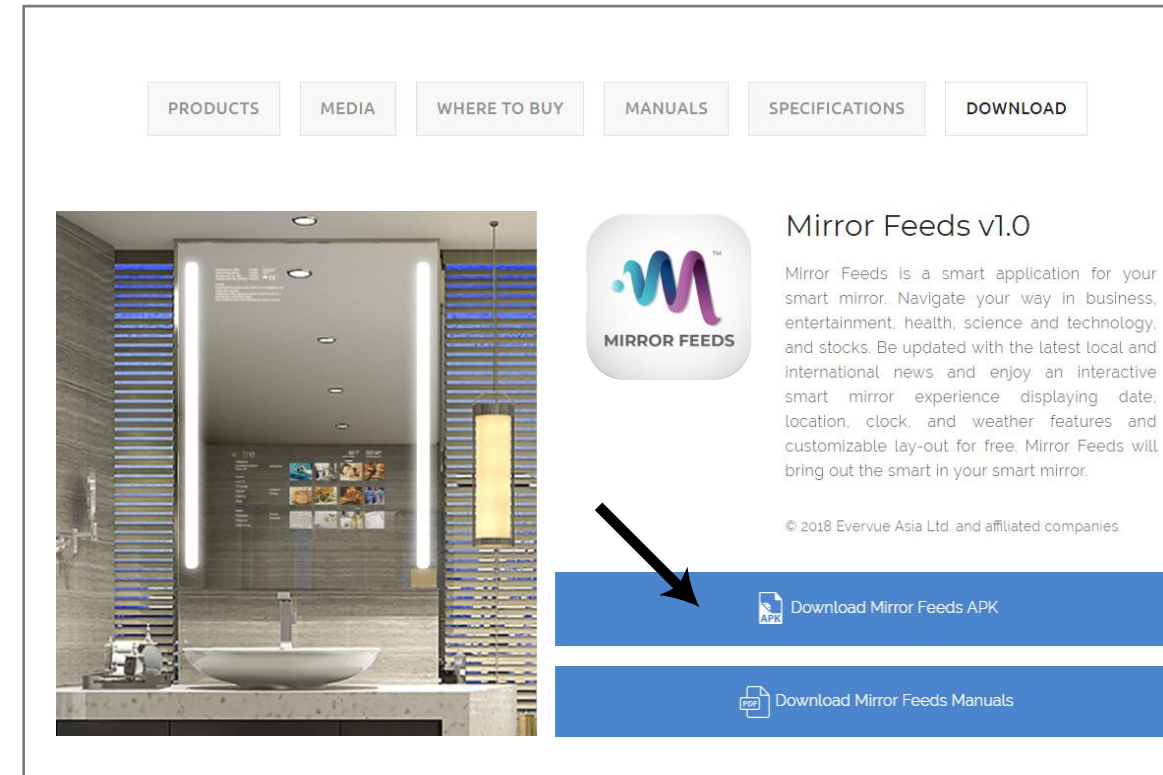 PRODUCTS
MEDIA
WHERE TO BUY
MANUALS
SPECIFICATIONS
DOWNLOAD
TM
MIRROR FEEDS
Mirror Feeds v1.0
Mirror Feeds is a smart application for your
smart mirror. Navigate your way in business,
entertainment, health, science and technology,
and stocks. Be updated with the latest local and
international news and enjoy an interactive
smart mirror experience displaying date,
location, clock, and weather features and
customizable lay-out for free. Mirror Feeds will
bring out the smart in your smart mirror.
© 2018 Evervue Asia Ltd. and affiliated companies.
APK
Download Mirror Feeds APK
PDF
Download Mirror Feeds Manuals